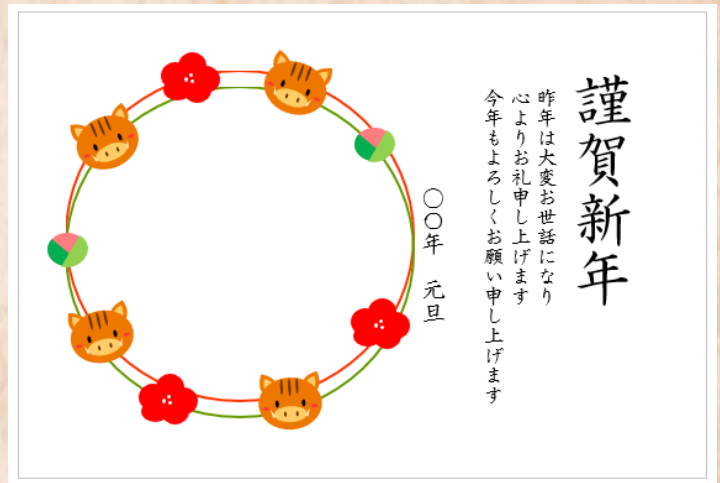 謹賀新年
昨年は大変お世話になり
心よりお礼申し上げます
今年もよろしくお願い申し上げます
〇〇年　元旦